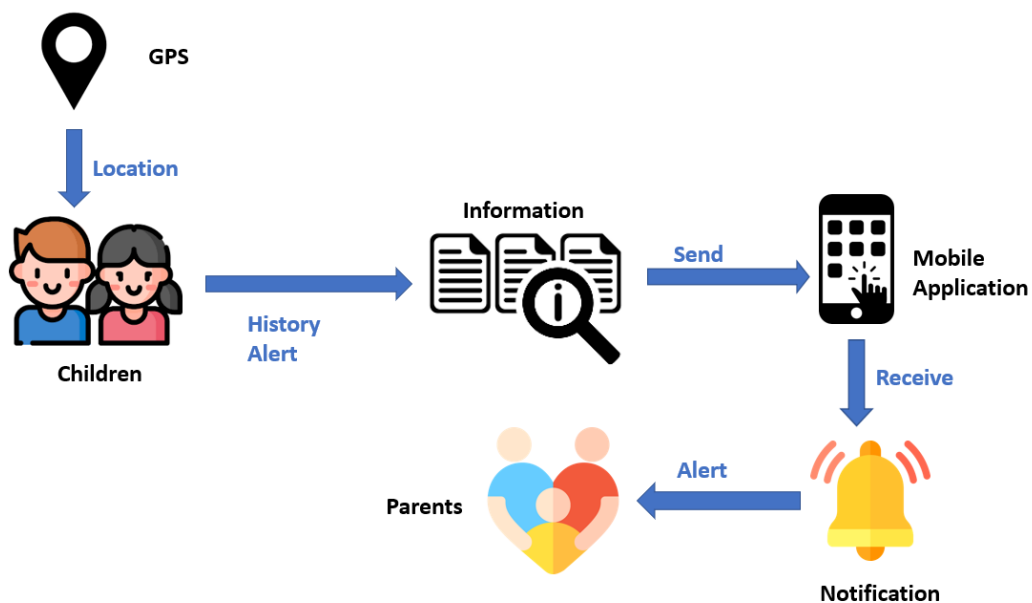 GPS
Location
Children
History
Alert
Information
Send
Mobile
Application
Receive
Notification
Alert
Parents